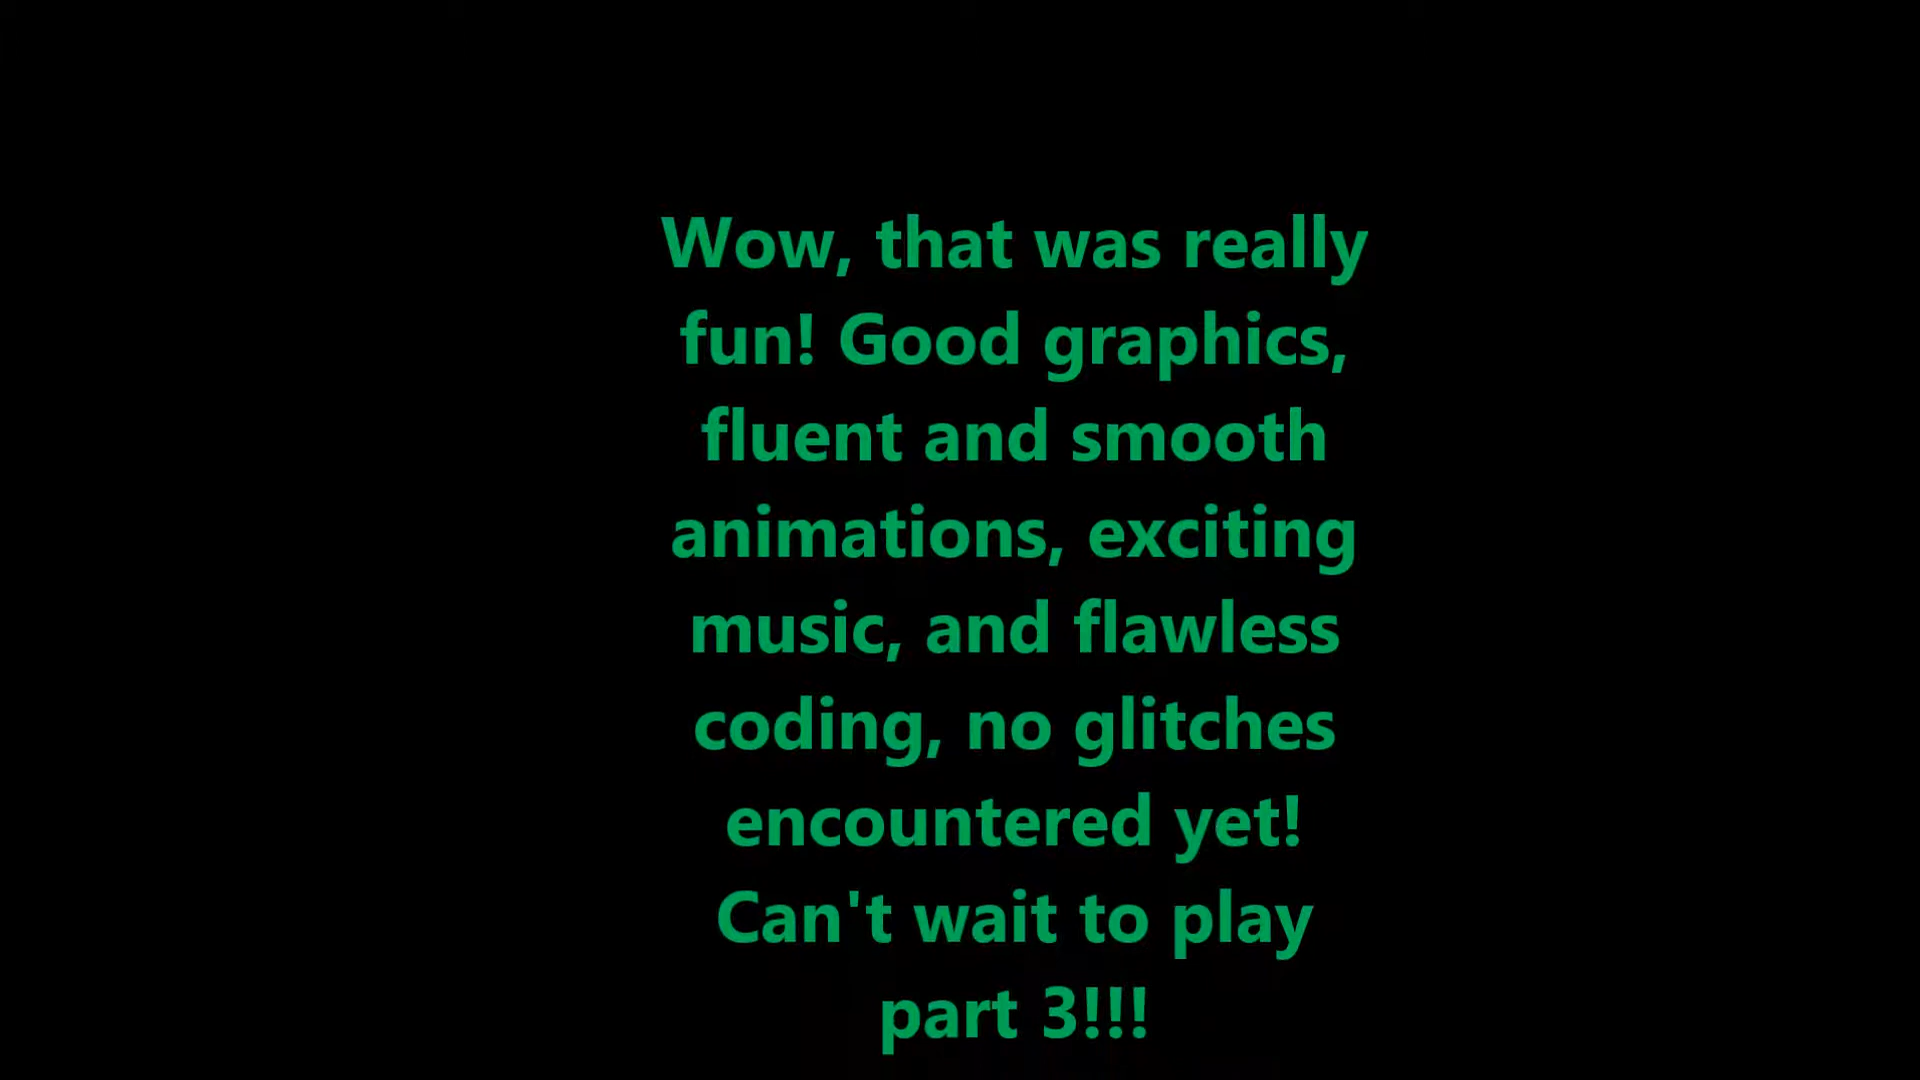 Wow, that was really
fun! Good graphics,
fluent and smooth
animations, exciting
music, and flawless
coding, no glitches
encountered yet!
Can't wait to play
part 3!!!